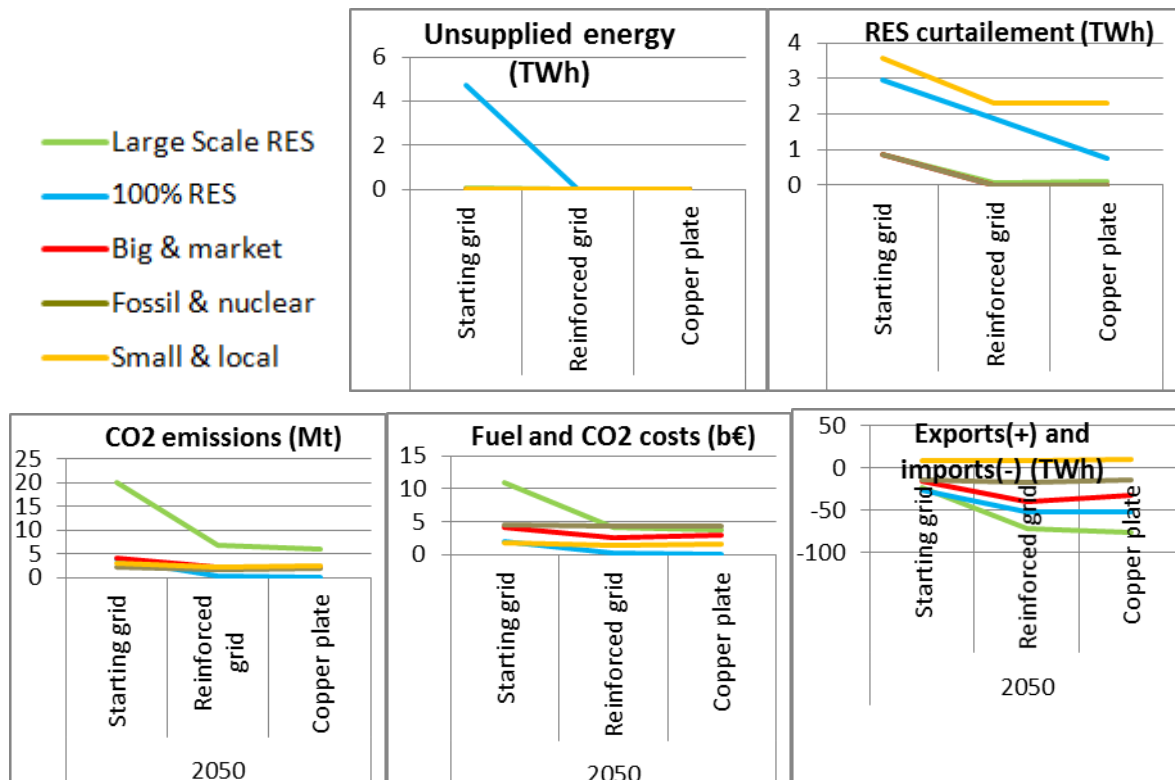 Large Scale RES
100% RES
Big & market
Fossil & nuclear
Small & local
Unsupplied energy
(TWh)
6
4
2
0
Starting grid
Reinforced grid
Copper plate
RES curtailement (TWh)
4
3
2
1
0
Starting grid
Reinforced grid
Copper plate
CO2 emissions (Mt)
25
20
15
10
5
0
Starting grid
Reinforced
grid
Copper plate
2050
Fuel and CO2 costs (b€)
15
10
5
0
Starting grid
Reinforced grid
Copper plate
2050
Exports(+) and
imports(-) (TWh)
50
0
-50
-100
Starting grid
Reinforced grid
Copper plate
2050